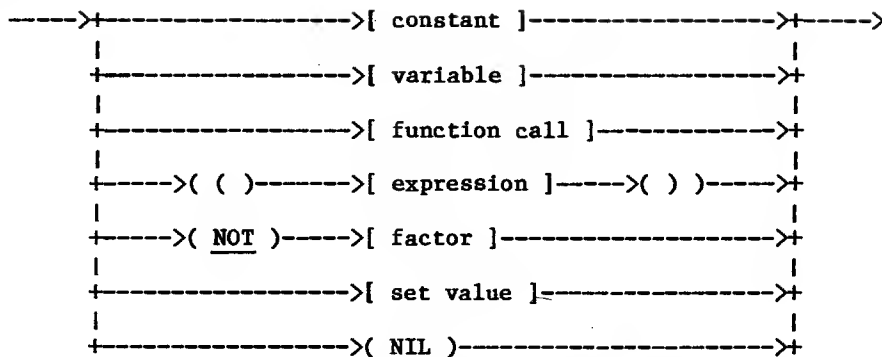 ----->+---------------->[ constant ]--------------->+----->
+---------------->[ variable ]--------------->+
+---------------->[ function call ]---------->+
+----->( ( )------>[ expression ]----->( ) )----->+
+----->( NOT )----->[ factor ]----------------->+
+---------------->[ set value ]-------------->+
+---------------->( NIL )-------------------->+